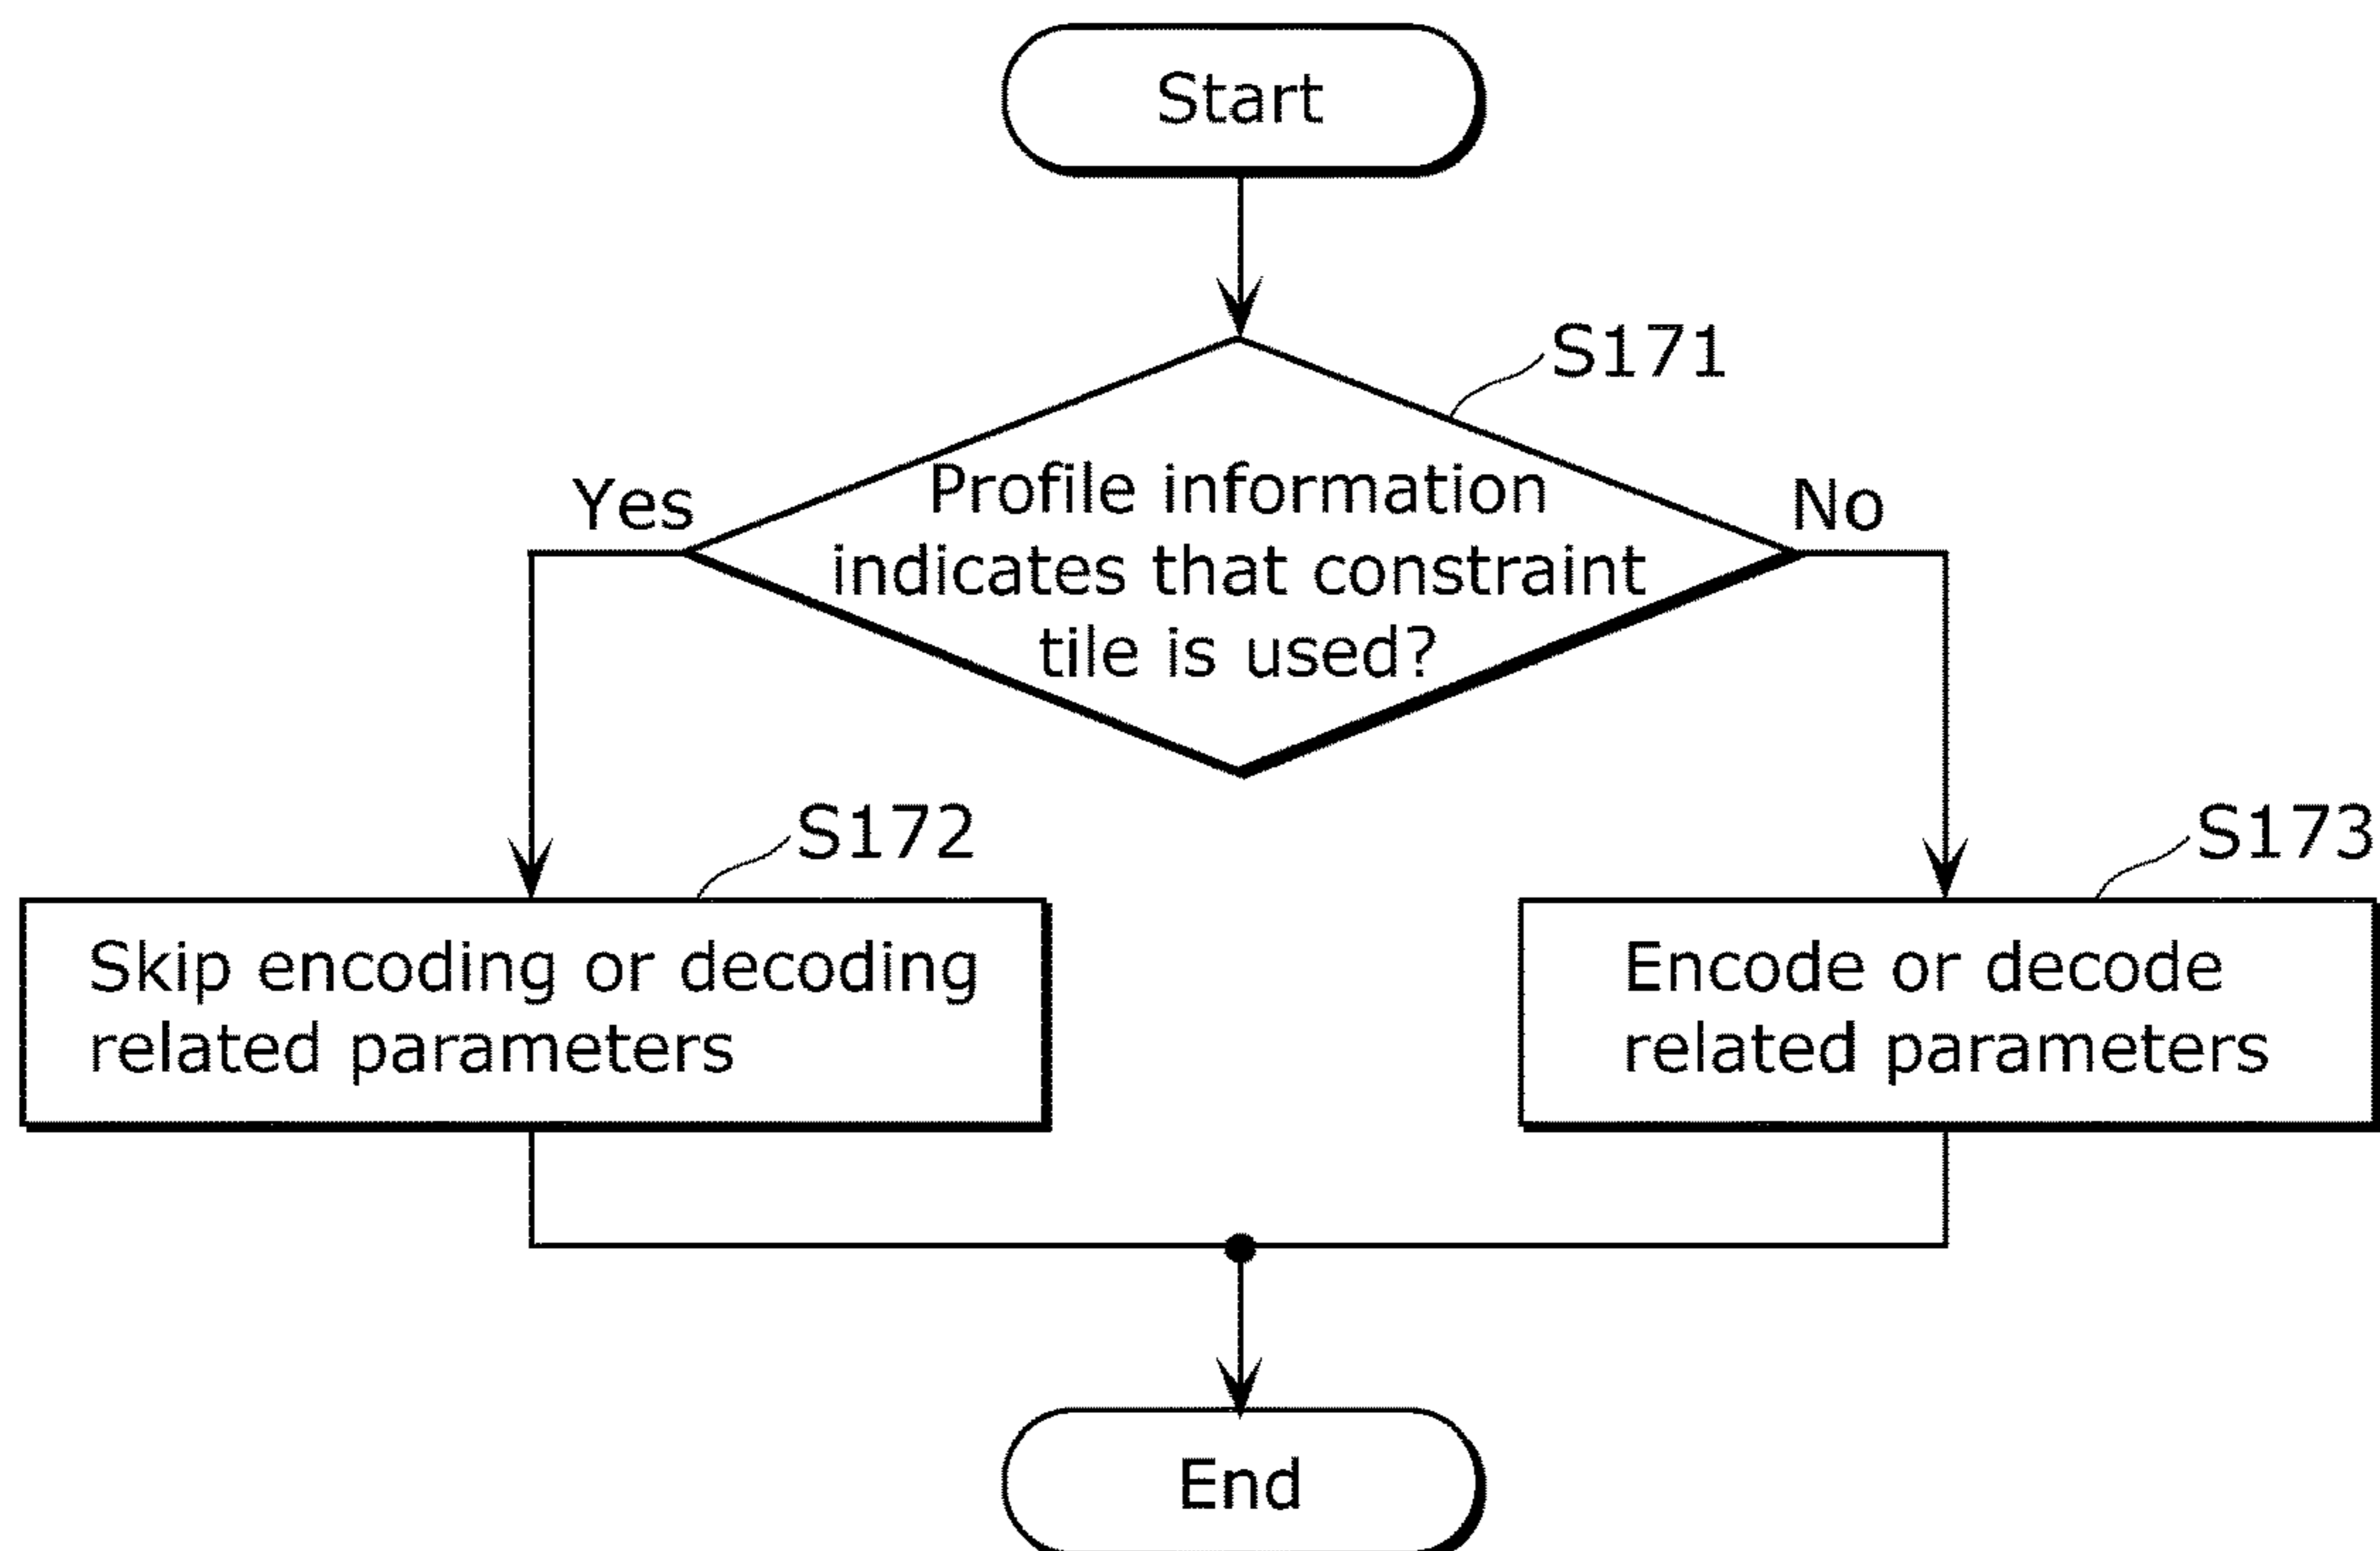 Start
S171
Profile information
indicates that constraint
tile is used?
Yes
No
S172
S173
Skip encoding or decoding
related parameters
Encode or decode
related parameters
End